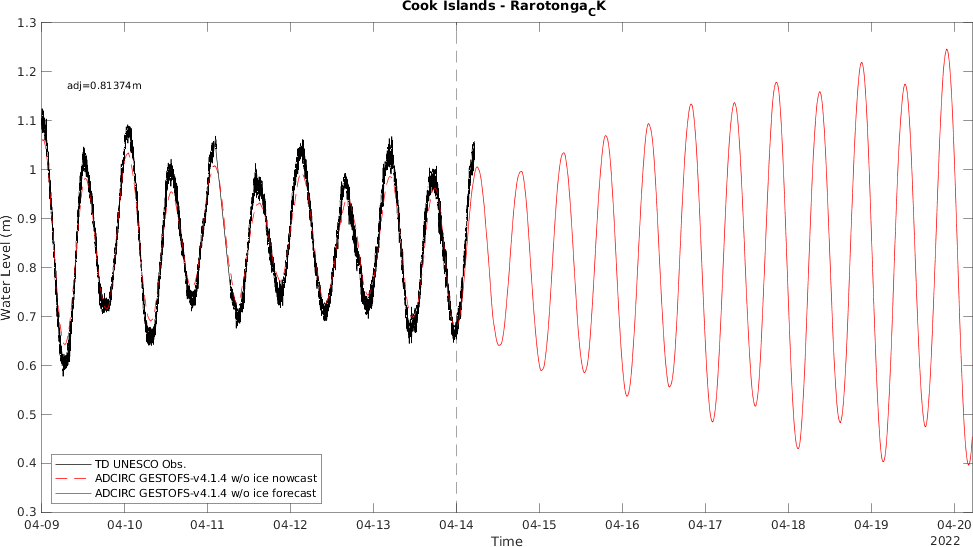 Cook Islands - Rarotonga_CK
1.3
1.2
adj=0.81374m
1.1
1
0.9
0.8
Water Level (m)
0.7
0.6
0.5
0.4
0.3
TD UNESCO Obs.
ADCIRC GESTOFS-v4.1.4 w/o ice nowcast
ADCIRC GESTOFS-v4.1.4 w/o ice forecast
04-09 04-10 04-11 04-12 04-13 04-14 04-15 04-16 04-17 04-18 04-19 04-20
Time
2022